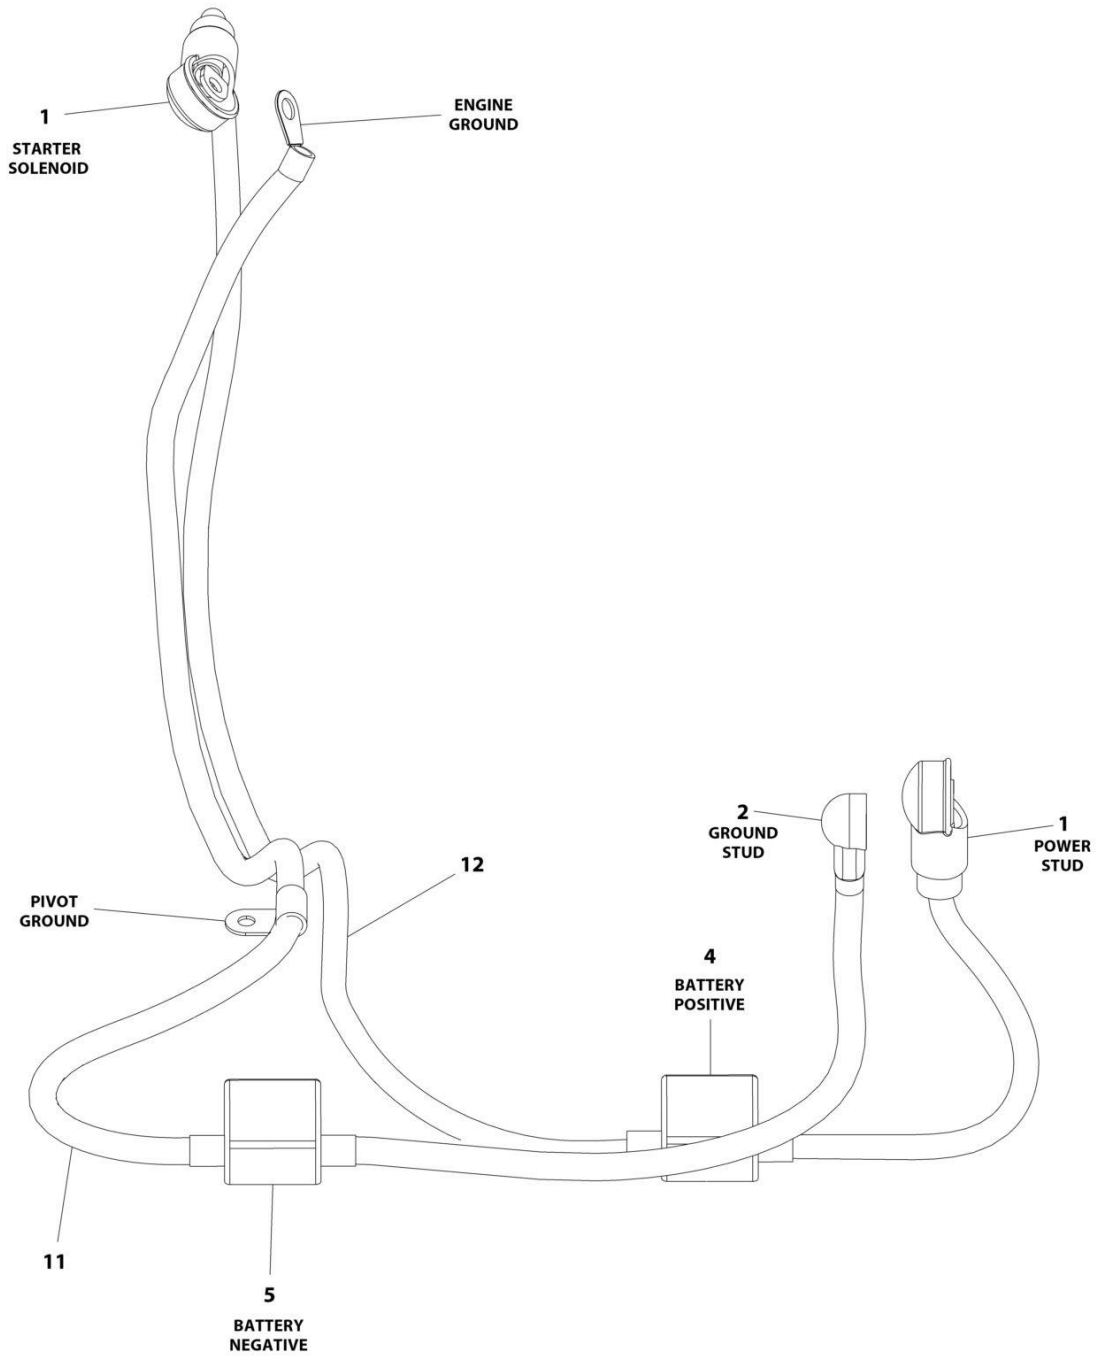 ENGINE
GROUND
1
STARTER
SOLENOID
2
GROUND
STUD
1
POWER
STUD
12
PIVOT
GROUND
4
BATTERY
POSITIVE
11
5
BATTERY
NEGATIVE